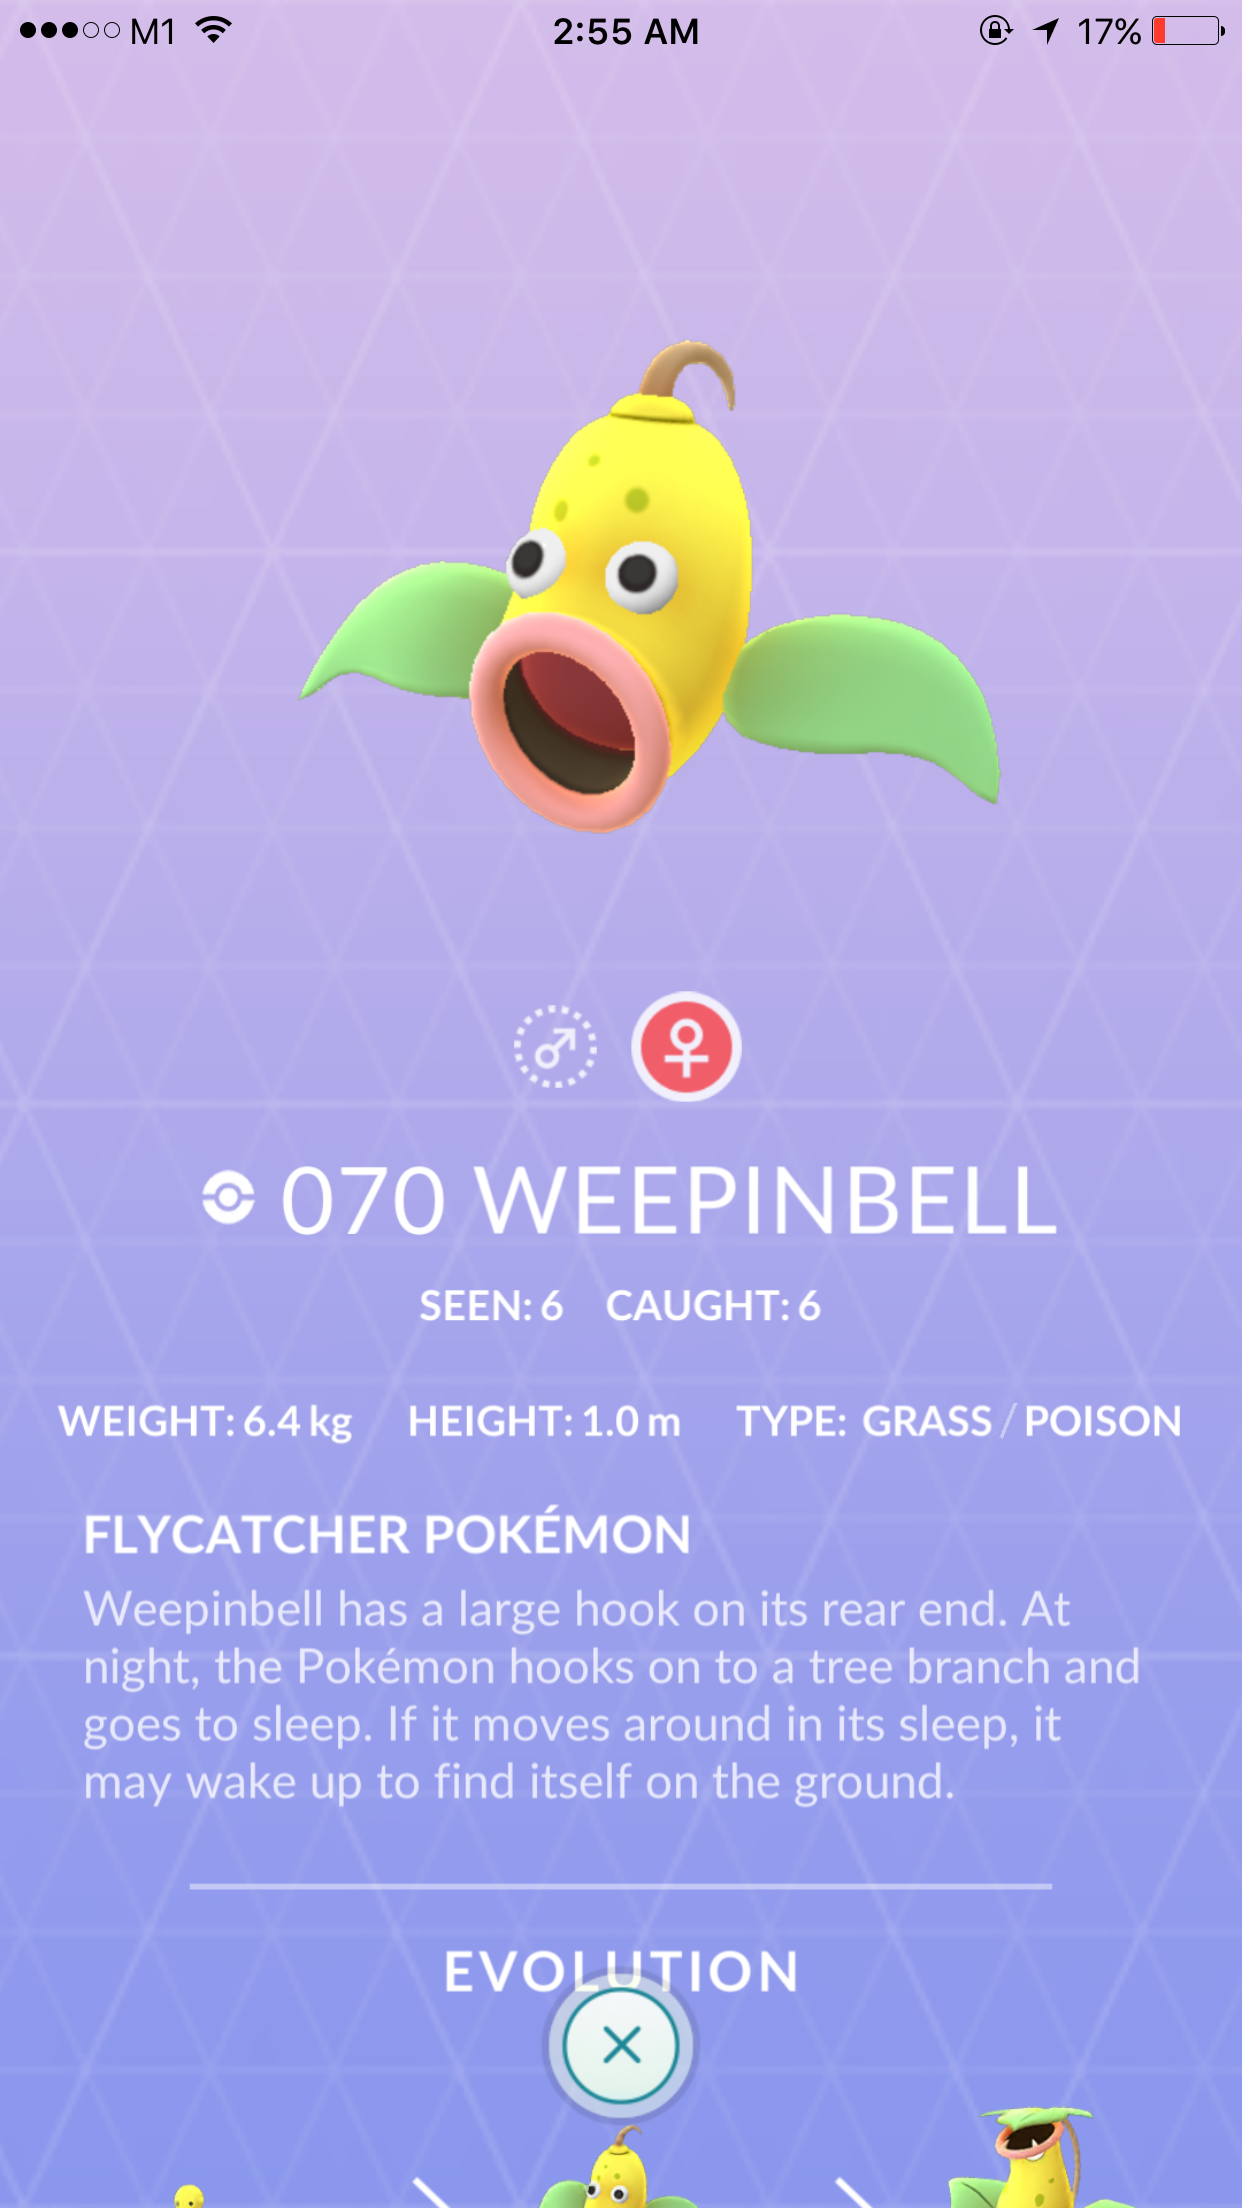 M1 2:55 AM 17%
070 WEEPINBELL
SEEN: 6 CAUGHT: 6
WEIGHT: 6.4 kg HEIGHT: 1.0 m TYPE: GRASS / POISON
FLYCATCHER POKÉMON
Weepinbell has a large hook on its rear end. At
night, the Pokémon hooks on to a tree branch and
goes to sleep. If it moves around in its sleep, it
may wake up to find itself on the ground.
EVOLUTION